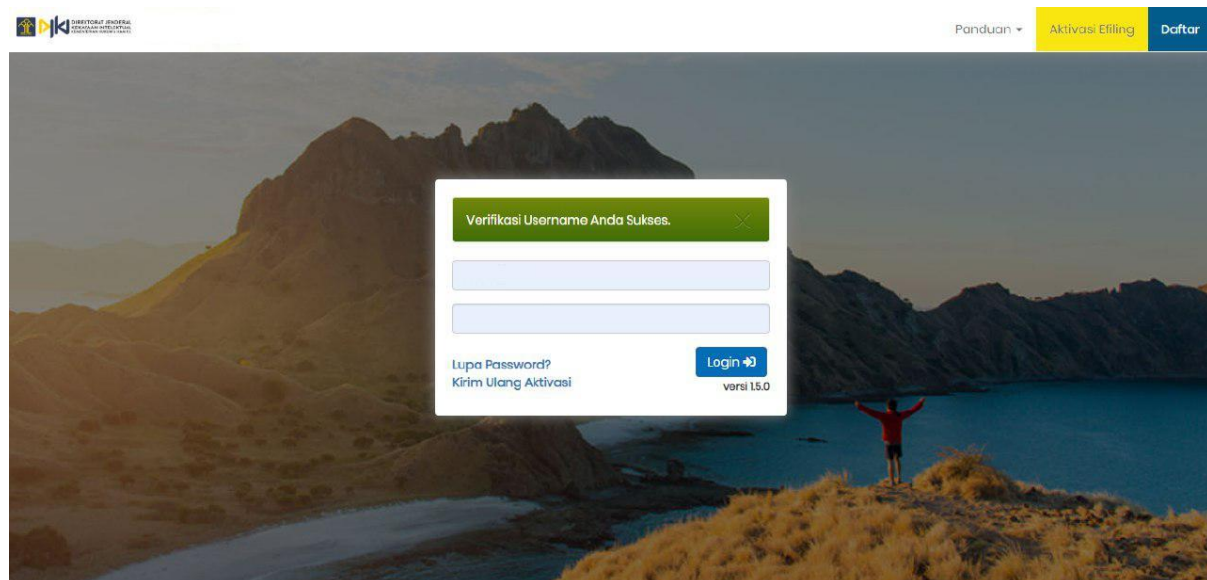 DIREKTORAT JENDERAL
KEKAYAAN INTELEKTUAL
Panduan
Aktivasi Efiling
Daftar
Verifikasi Username Anda Sukses.
Lupa Password?
Login
Kirim Ulang Aktivasi
versi 1.5.0